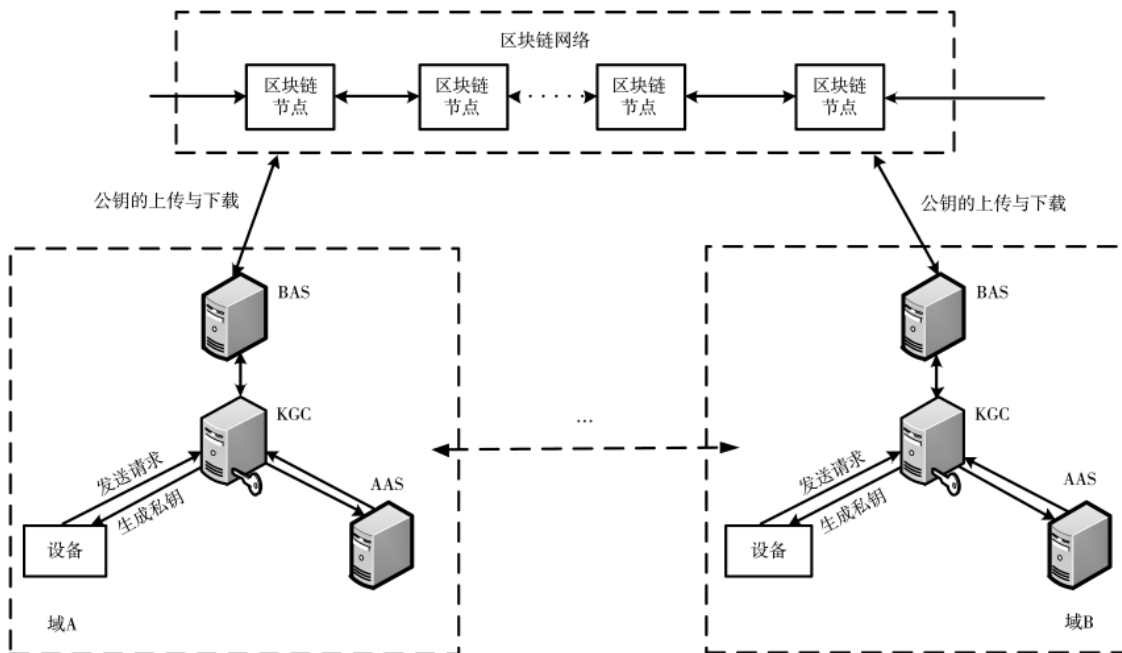 区块链网络
区块链
节点
区块链
节点
· · · · ·
区块链
节点
区块链
节点
公钥的上传与下载
公钥的上传与下载
BAS
KGC
发送请求
生成私钥
AAS
设备
域A
...
BAS
KGC
发送请求
生成私钥
AAS
设备
域B